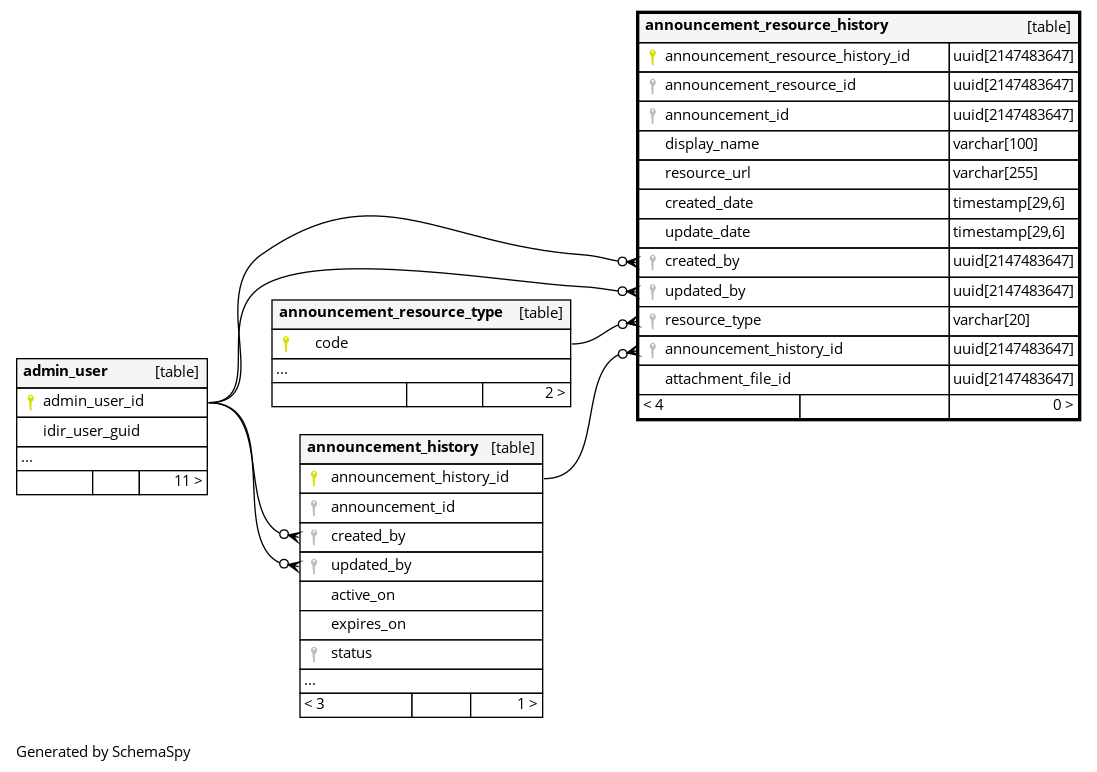 announcement_resource_history [table]
announcement_resource_history_id uuid[2147483647]
announcement_resource_id uuid[2147483647]
announcement_id uuid[2147483647]
display_name varchar[100]
resource_url varchar[255]
created_date timestamp[29,6]
update_date timestamp[29,6]
created_by uuid[2147483647]
updated_by uuid[2147483647]
resource_type varchar[20]
announcement_history_id uuid[2147483647]
attachment_file_id uuid[2147483647]
< 4 0 >
announcement_resource_type [table]
code
...
2 >
admin_user [table]
admin_user_id
idir_user_guid
...
11 >
announcement_history [table]
announcement_history_id
announcement_id
created_by
updated_by
active_on
expires_on
status
...
< 3 1 >
Generated by SchemaSpy